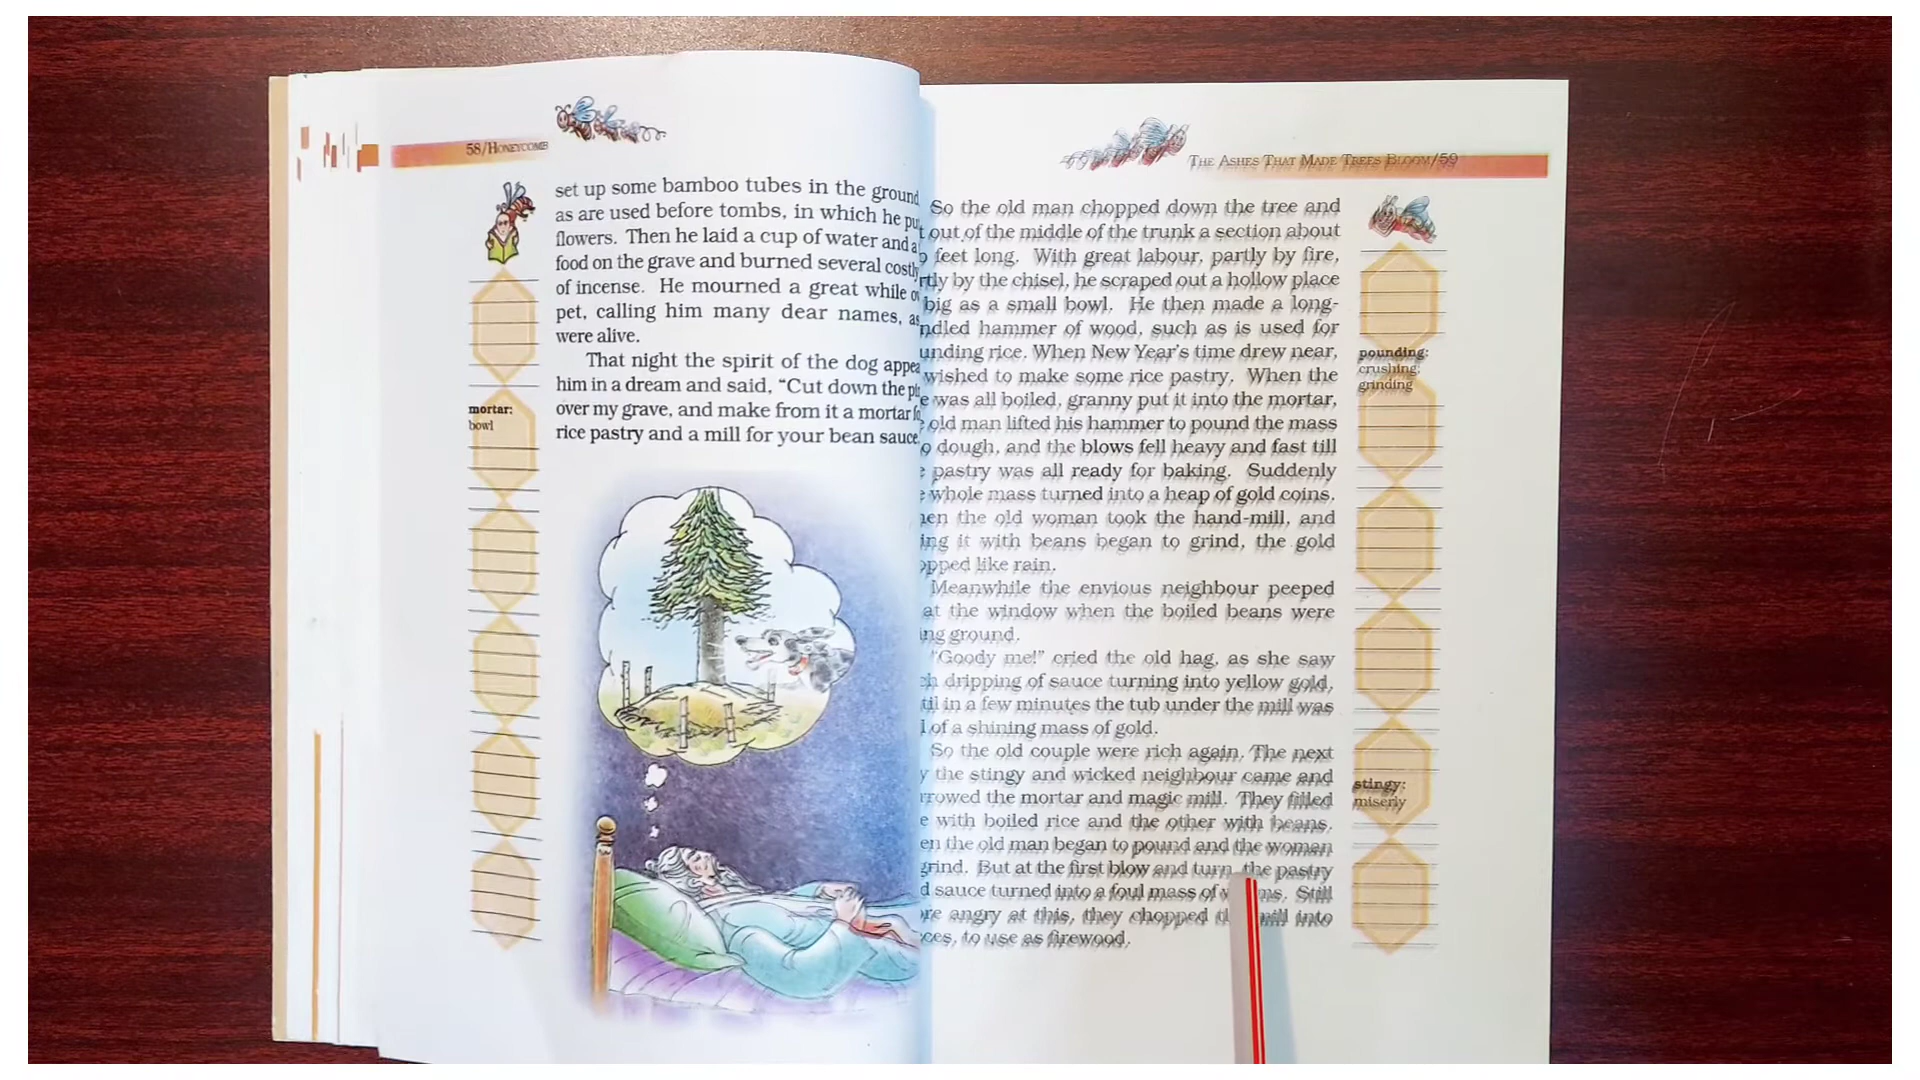 58/HONEYCOMB
set up some bamboo tubes in the ground
as are used before tombs, in which he
flowers. Then he laid a cup of water and
food on the grave and burned several costly
of incense. He mourned a great while
pet, calling him many dear names, as
were alive.
That night the spirit of the dog
him in a dream and said, "Cut down the
over my grave, and make from it a mortar
rice pastry and a mill for your bean sauce.
mortar:
bowl
THE ASHES THAT MADE TREES BLOOM/59
So the old man chopped down the tree and
out of the middle of the trunk a section about
feet long. With great labour, partly by fire,
by the chisel, he scraped out a hollow place
big as a small bowl. He then made a long-
hammer of wood, such as is used for
rice. When New Year's time drew near,
wished to make some rice pastry. When the
was all boiled, granny put it into the mortar,
old man lifted his hammer to pound the mass
dough, and the blows fell heavy and fast till
pastry was all ready for baking. Suddenly
whole mass turned into a heap of gold coins.
the old woman took the hand-mill, and
it with beans began to grind, the gold
like rain.
Meanwhile the envious neighbour peeped
at the window when the boiled beans were
ground.
"Goody me!" cried the old hag, as she saw
dripping of sauce turning into yellow gold,
in a few minutes the tub under the mill was
of a shining mass of gold.
So the old couple were rich again. The next
the stingy and wicked neighbour came and
the mortar and magic mill. They filled
with boiled rice and the other with beans.
the old man began to pound and the woman
grind. But at the first blow and turn the pastry
sauce turned into a foul mass of Still
angry at this, they chopped mill into
to use as firewood.
pounding:
crushing;
grinding
stingy:
miserly